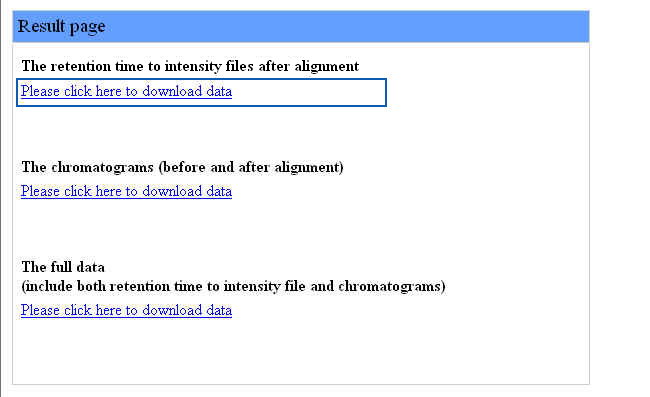 Result page
The retention time to intensity files after alignment
Please click here to download data
The chromatograms (before and after alignment)
Please click here to download data
The full data
(include both retention time to intensity file and chromatograms)
Please click here to download data